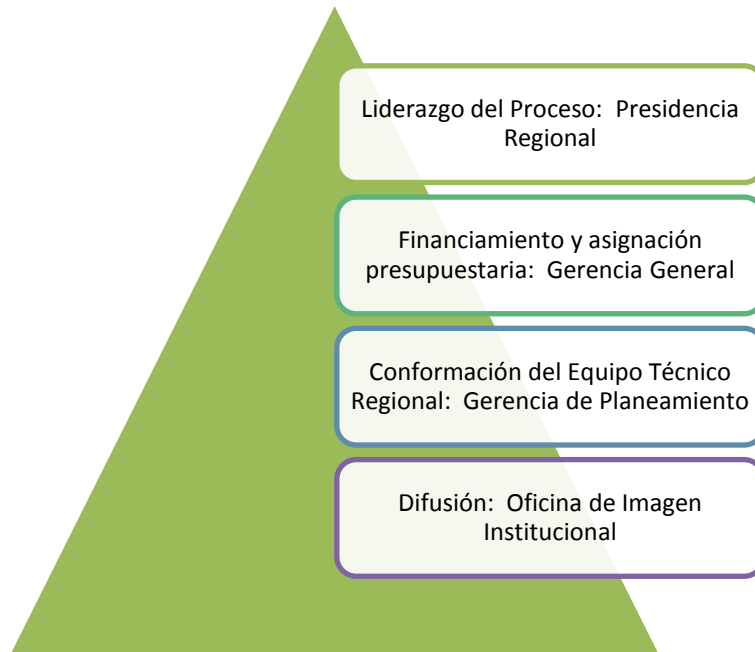 Liderazgo del Proceso: Presidencia
Regional
Financiamiento y asignación
presupuestaria: Gerencia General
Conformación del Equipo Técnico
Regional: Gerencia de Planeamiento
Difusión: Oficina de Imagen
Institucional